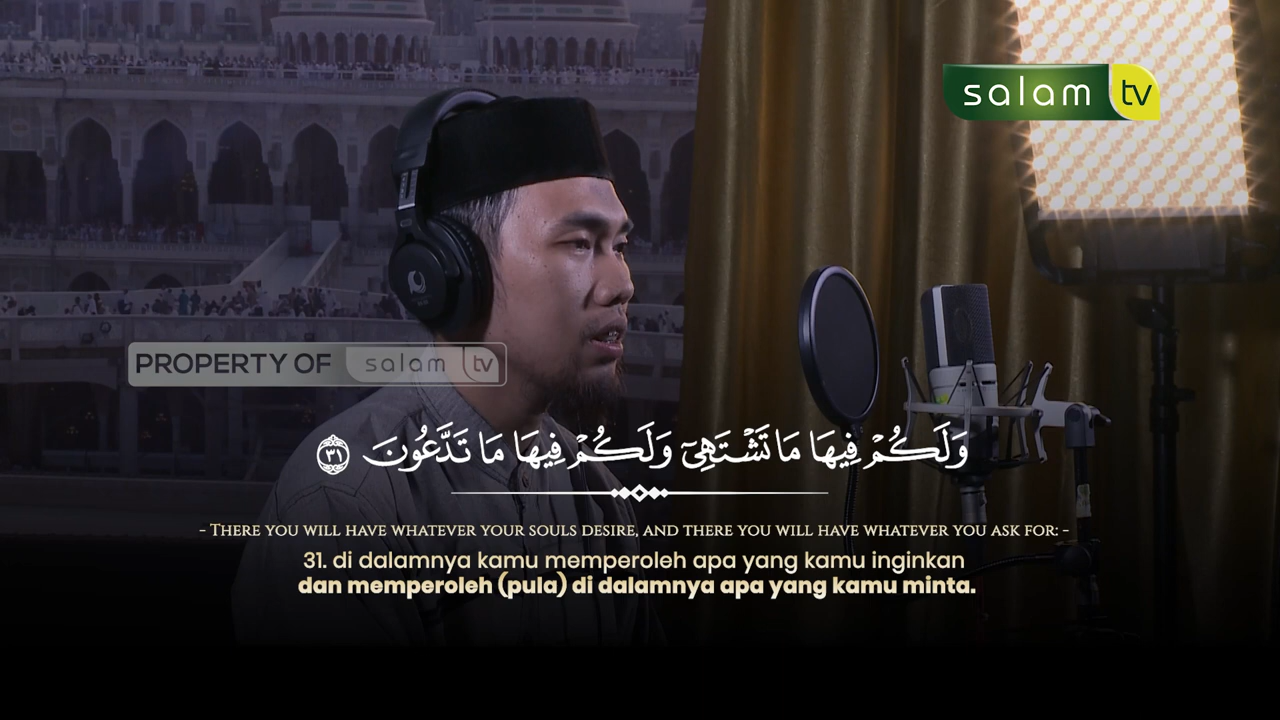 salam tv
PROPERTY OF salam tv
وَلَكُمْ فِيهَا مَا تَشْتَهِىٓ وَلَكُمْ فِيهَا مَا تَدَّعُونَ ٣١
- THERE YOU WILL HAVE WHATEVER YOUR SOULS DESIRE, AND THERE YOU WILL HAVE WHATEVER YOU ASK FOR: -
31. di dalamnya kamu memperoleh apa yang kamu inginkan
dan memperoleh (pula) di dalamnya apa yang kamu minta.